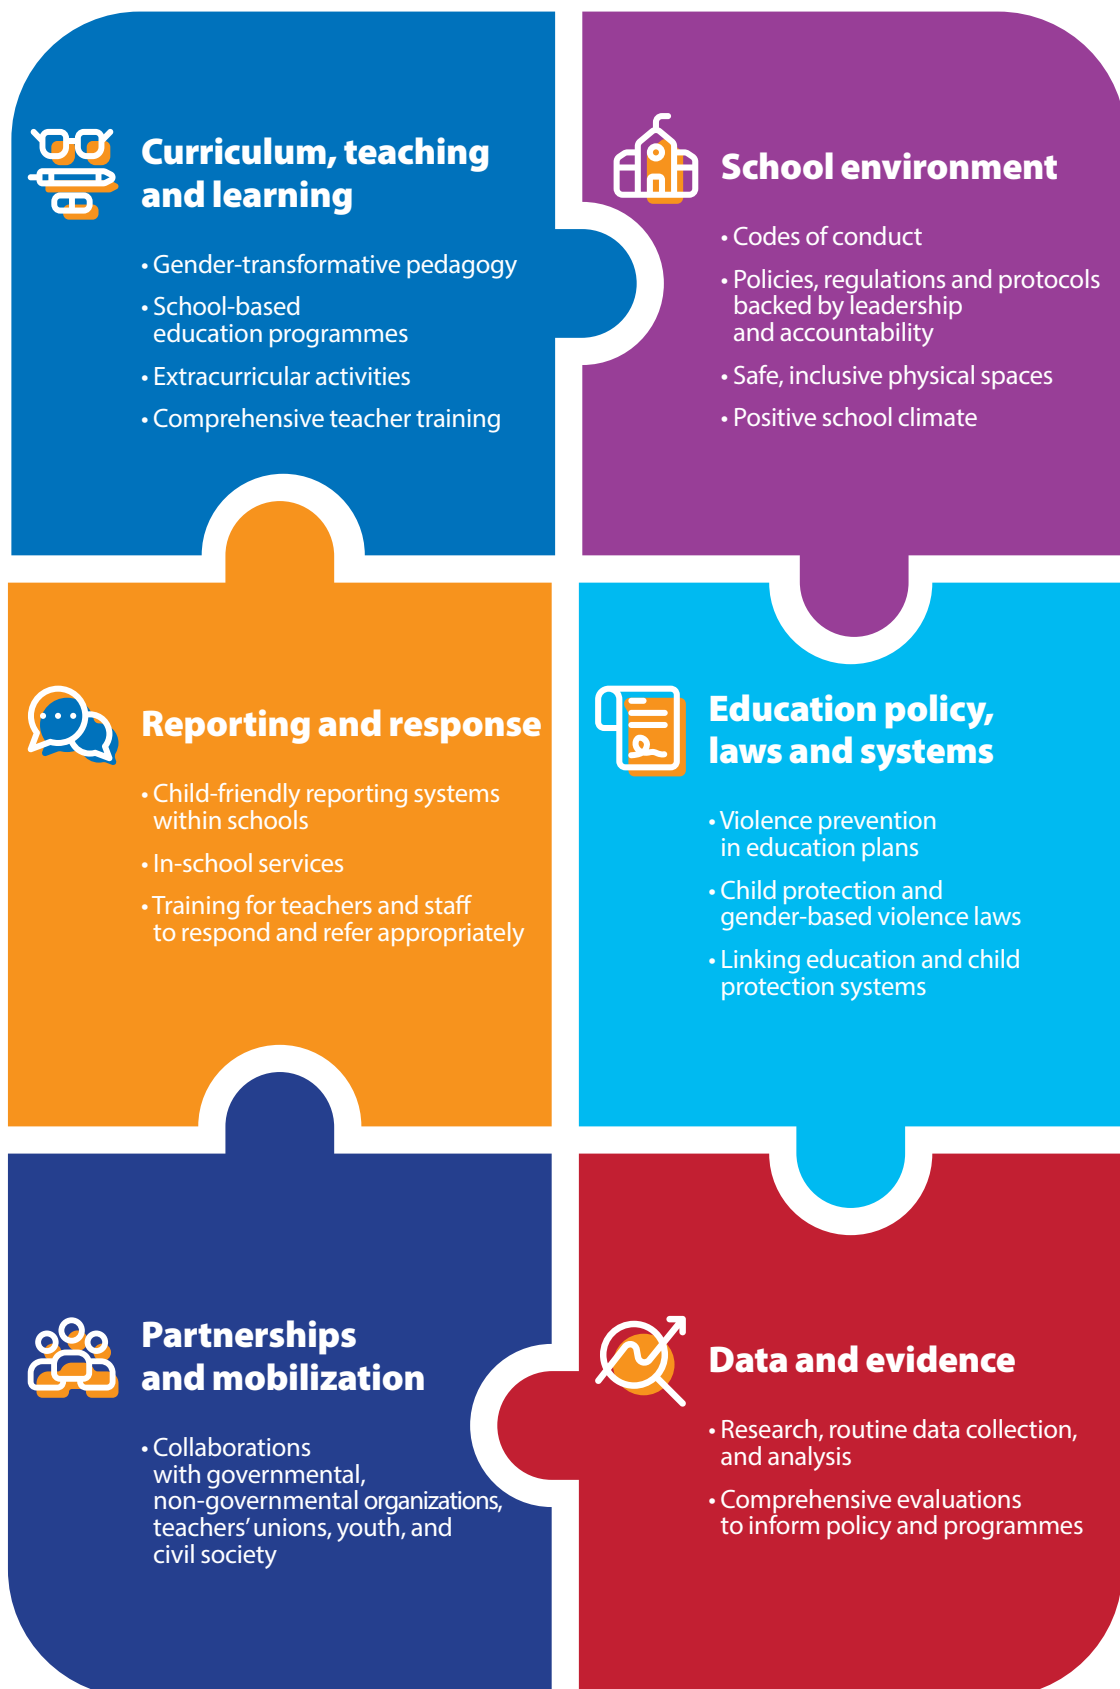 Curriculum, teaching
and learning
• Gender-transformative pedagogy
• School-based
education programmes
• Extracurricular activities
• Comprehensive teacher training
School environment
• Codes of conduct
• Policies, regulations and protocols
backed by leadership
and accountability
• Safe, inclusive physical spaces
• Positive school climate
Reporting and response
• Child-friendly reporting systems
within schools
• In-school services
• Training for teachers and staff
to respond and refer appropriately
Education policy,
laws and systems
• Violence prevention
in education plans
• Child protection and
gender-based violence laws
• Linking education and child
protection systems
Partnerships
and mobilization
• Collaborations
with governmental,
non-governmental organizations,
teachers’ unions, youth, and
civil society
Data and evidence
• Research, routine data collection,
and analysis
• Comprehensive evaluations
to inform policy and programmes